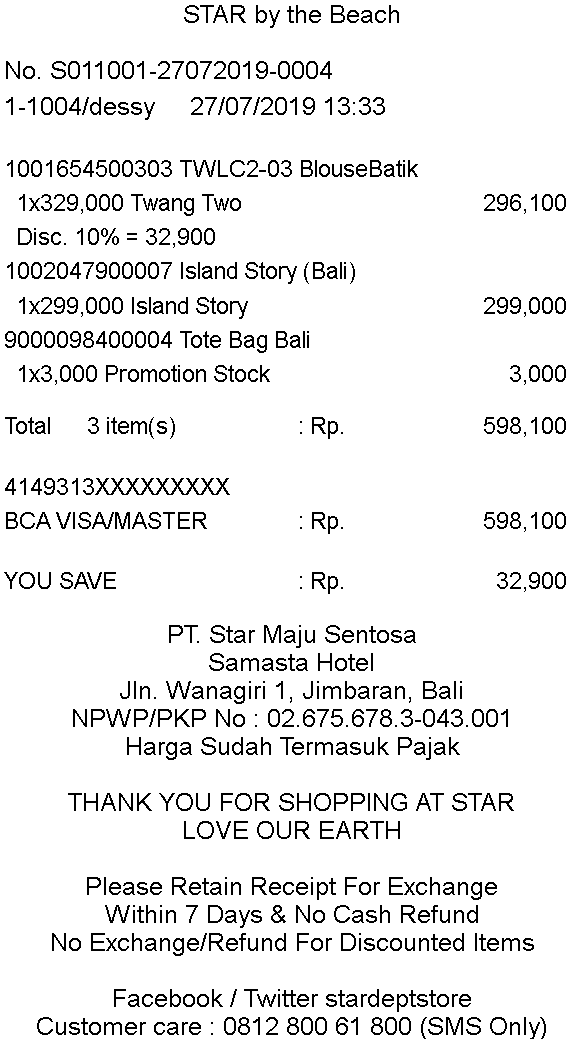 STAR by the Beach
No. S011001-27072019-0004
1-1004/dessy 27/07/2019 13:33
1001654500303 TWLC2-03 BlouseBatik
1x329,000 Twang Two 296,100
Disc. 10% = 32,900
1002047900007 Island Story (Bali)
1x299,000 Island Story 299,000
9000098400004 Tote Bag Bali
1x3,000 Promotion Stock 3,000
Total 3 item(s) : Rp. 598,100
4149313XXXXXXXXX
BCA VISA/MASTER : Rp. 598,100
YOU SAVE : Rp. 32,900
PT. Star Maju Sentosa
Samasta Hotel
Jln. Wanagiri 1, Jimbaran, Bali
NPWP/PKP No : 02.675.678.3-043.001
Harga Sudah Termasuk Pajak
THANK YOU FOR SHOPPING AT STAR
LOVE OUR EARTH
Please Retain Receipt For Exchange
Within 7 Days & No Cash Refund
No Exchange/Refund For Discounted Items
Facebook / Twitter stardeptstore
Customer care : 0812 800 61 800 (SMS Only)